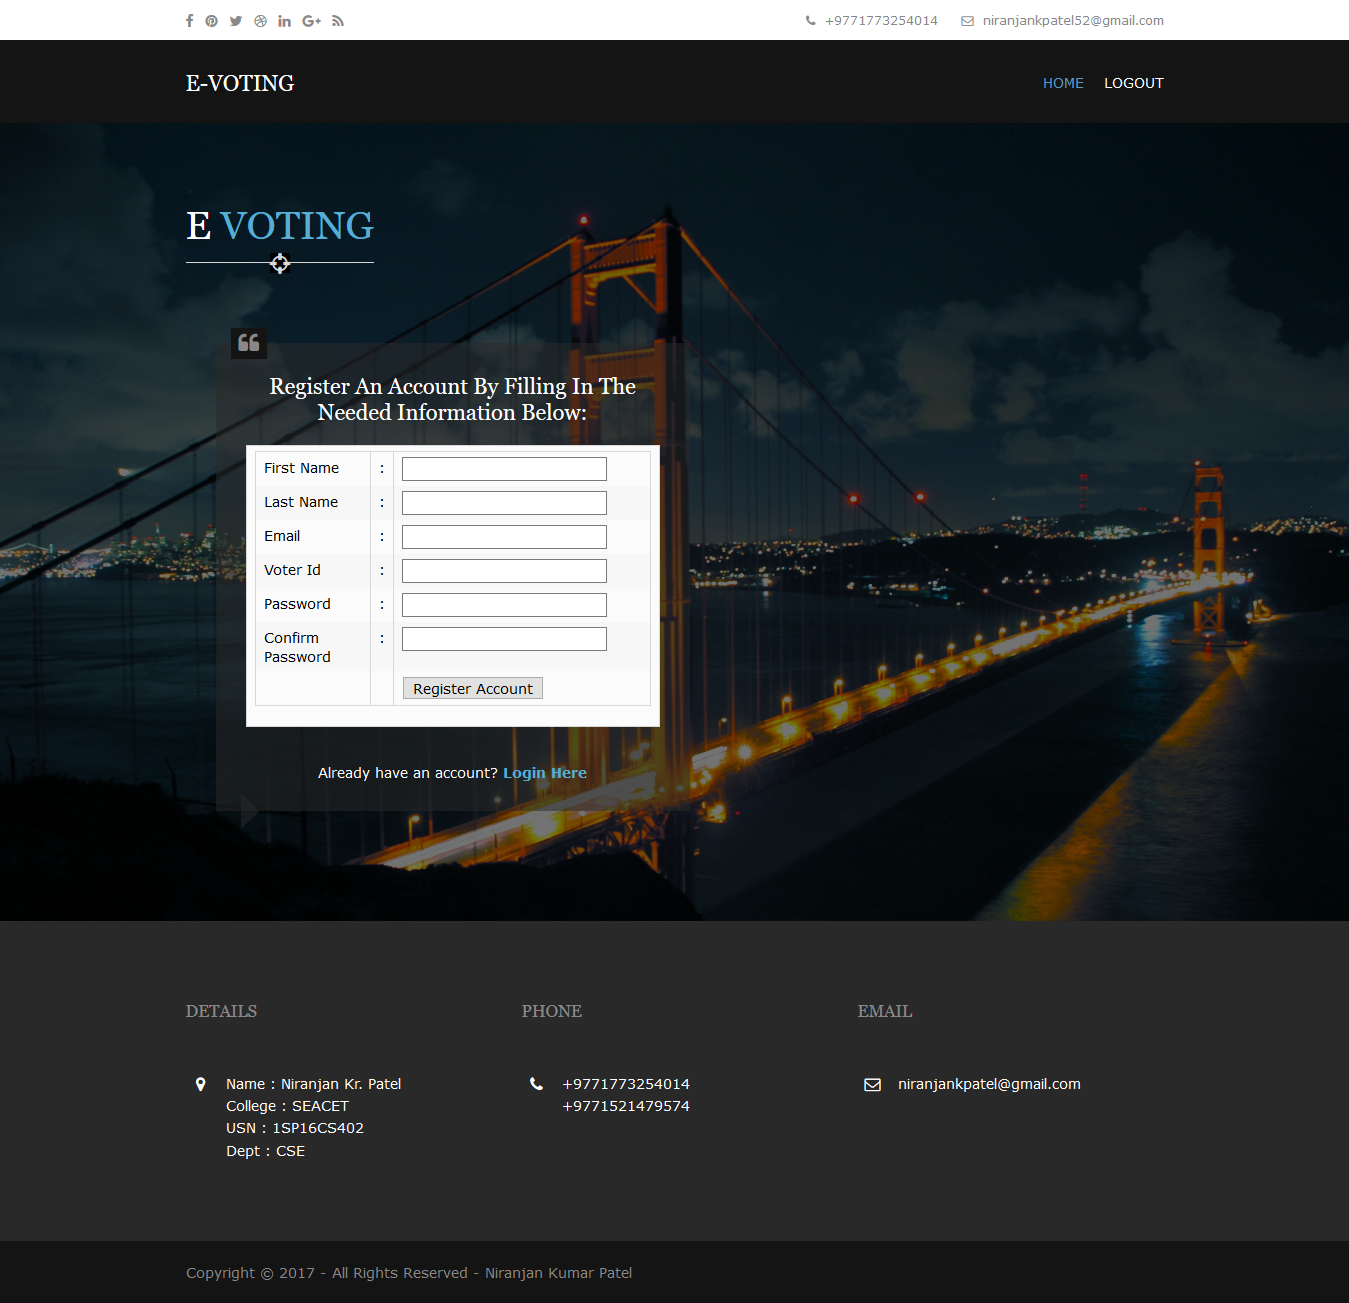 +9771773254014 niranjankpatel52@gmail.com
E-VOTING
HOME LOGOUT
E VOTING
Register An Account By Filling In The
Needed Information Below:
First Name :
Last Name :
Email :
Voter Id :
Password :
Confirm :
Password
Register Account
Already have an account? Login Here
DETAILS
Name : Niranjan Kr. Patel
College : SEACET
USN : 1SP16CS402
Dept : CSE
PHONE
+9771773254014
+9771521479574
EMAIL
niranjankpatel@gmail.com
Copyright © 2017 - All Rights Reserved - Niranjan Kumar Patel